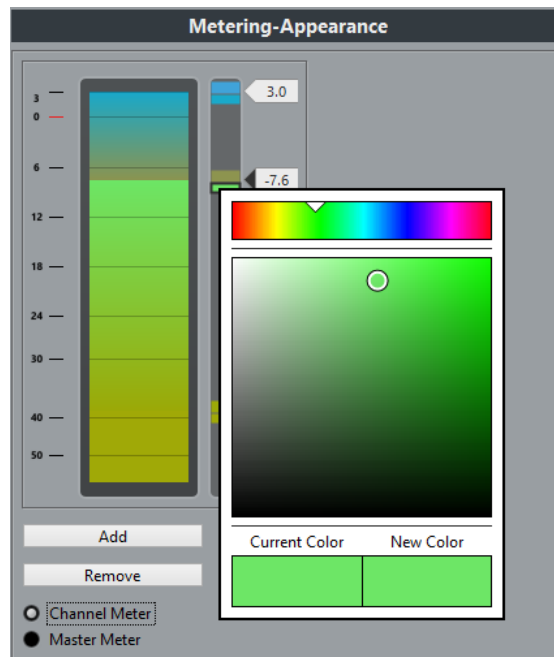 Metering-Appearance
3
0
6
12
18
24
30
40
50
3.0
-7.6
Add
Remove
Channel Meter
Master Meter
Current Color
New Color